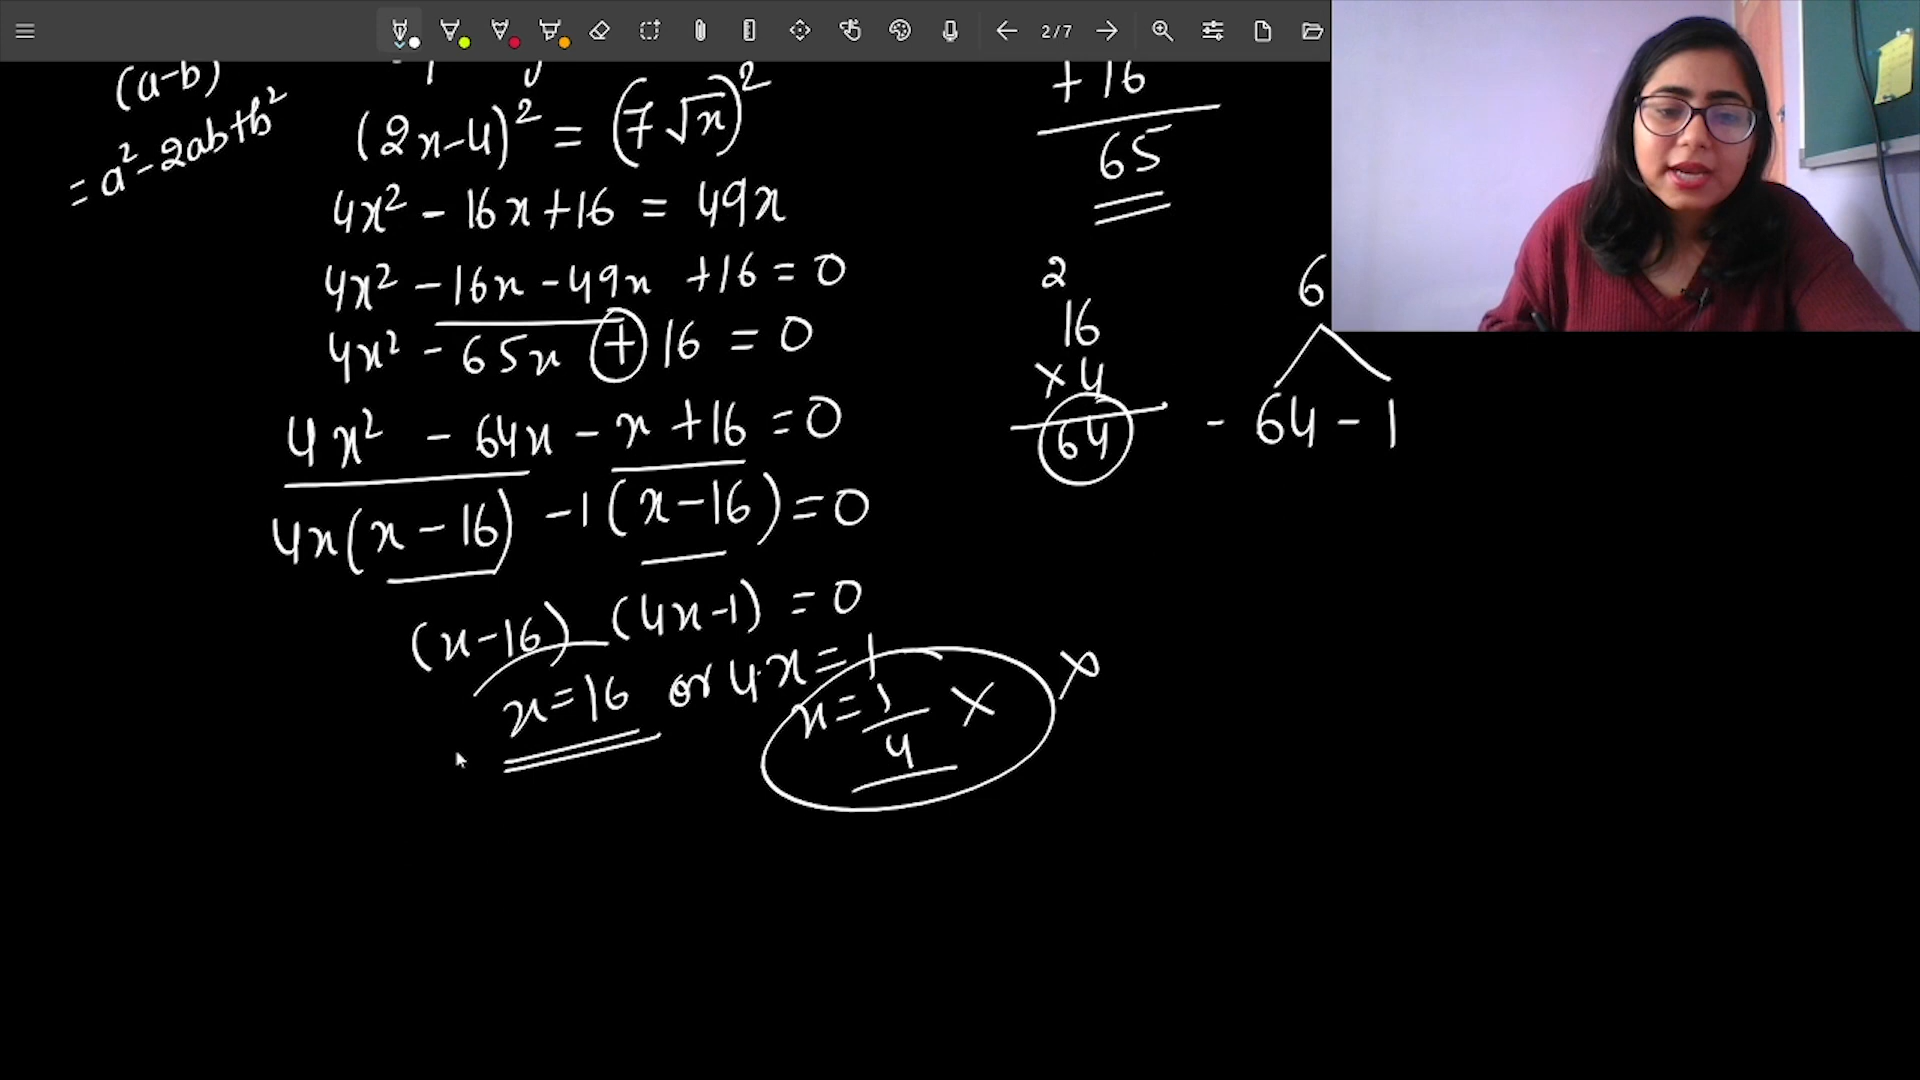 2/7
(a-b)
= a² - 2ab + b²
(2x-4)² = (7√x)²
4x² - 16x + 16 = 49x
4x² - 16x - 49x + 16 = 0
4x² - 65x + 16 = 0
4x² - 64x - x + 16 = 0
4x(x - 16) -1 (x - 16) = 0
(x-16) (4x-1) = 0
x = 16 or 4x = 1
x = 1/4 ×
×
+ 16
65
2
16
× 4
64
6
- 64 - 1